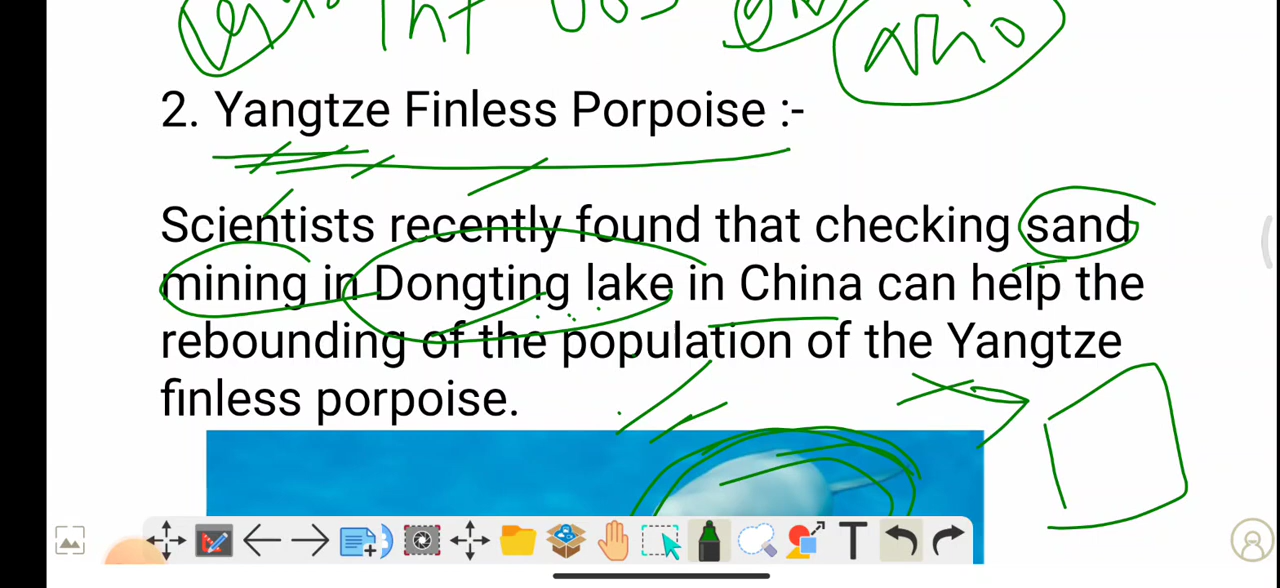 2. Yangtze Finless Porpoise :-
Scientists recently found that checking sand
mining in Dongting lake in China can help the
rebounding of the population of the Yangtze
finless porpoise.
T